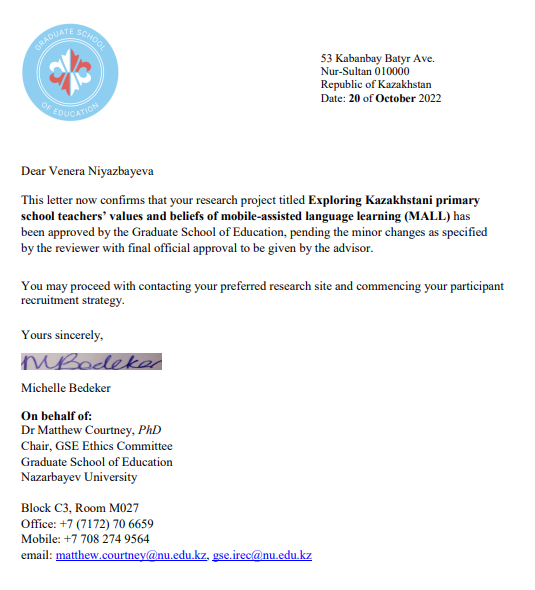 GRADUATE SCHOOL
OF EDUCATION
53 Kabanbay Batyr Ave.
Nur-Sultan 010000
Republic of Kazakhstan
Date: 20 of October 2022
Dear Venera Niyazbayeva
This letter now confirms that your research project titled Exploring Kazakhstani primary
school teachers’ values and beliefs of mobile-assisted language learning (MALL) has
been approved by the Graduate School of Education, pending the minor changes as specified
by the reviewer with final official approval to be given by the advisor.
You may proceed with contacting your preferred research site and commencing your participant
recruitment strategy.
Yours sincerely,
MBedeker
Michelle Bedeker
On behalf of:
Dr Matthew Courtney, PhD
Chair, GSE Ethics Committee
Graduate School of Education
Nazarbayev University
Block C3, Room M027
Office: +7 (7172) 70 6659
Mobile: +7 708 274 9564
email: matthew.courtney@nu.edu.kz, gse.irec@nu.edu.kz